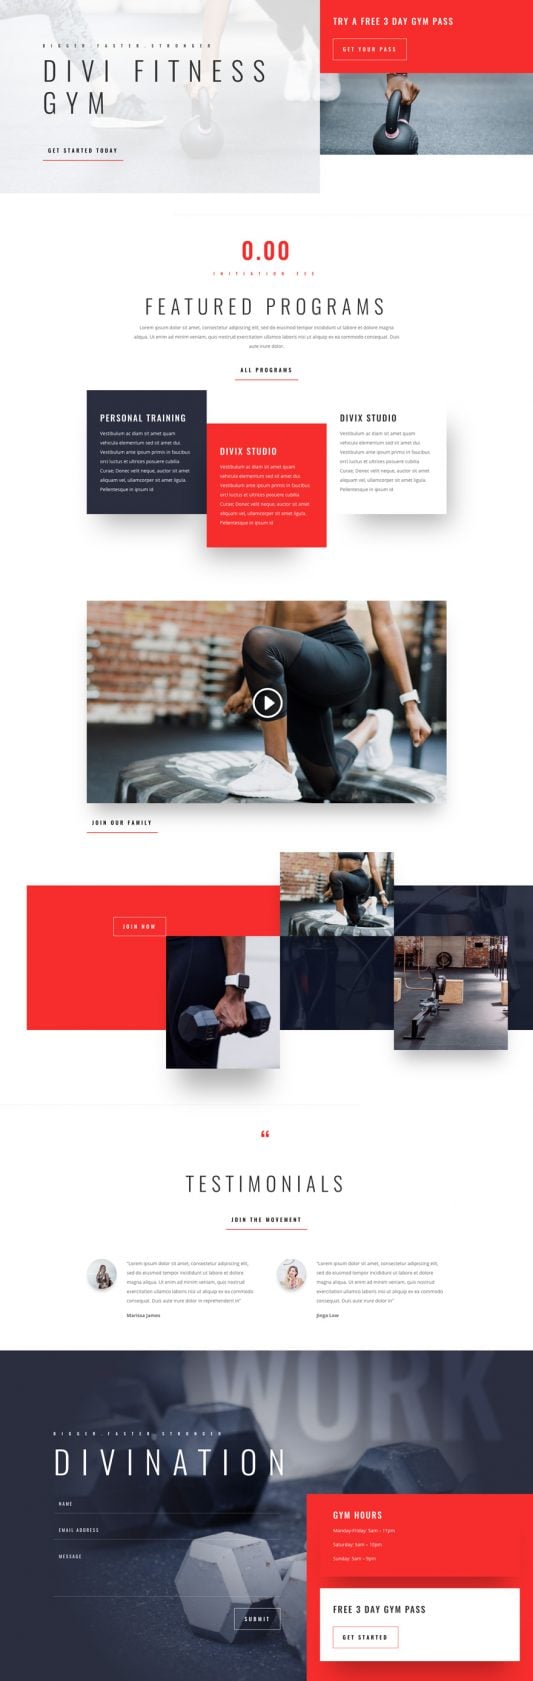 BIGGER.FASTER.STRONGER
DIVI FITNESS
GYM
GET STARTED TODAY
TRY A FREE 3 DAY GYM PASS
GET YOUR PASS
0.00
INITIATION FEE
FEATURED PROGRAMS
Lorem ipsum dolor sit amet, consectetur adipiscing elit, sed do eiusmod tempor incididunt ut labore et dolore magna
aliqua. Ut enim ad minim veniam, quis nostrud exercitation ullamco laboris nisi ut aliquip ex ea commodo consequat. Duis
aute irure dolor.
ALL PROGRAMS
PERSONAL TRAINING
Vestibulum ac diam sit amet quam
vehicula elementum sed sit amet dui.
Vestibulum ante ipsum primis in faucibus
orci luctus et ultrices posuere cubilia
Curae; Donec velit neque, auctor sit amet
aliquam vel, ullamcorper sit amet ligula.
Pellentesque in ipsum id
DIVIX STUDIO
Vestibulum ac diam sit amet quam
vehicula elementum sed sit amet dui.
Vestibulum ante ipsum primis in faucibus
orci luctus et ultrices posuere cubilia
Curae; Donec velit neque, auctor sit amet
aliquam vel, ullamcorper sit amet ligula.
Pellentesque in ipsum id
DIVIX STUDIO
Vestibulum ac diam sit amet quam
vehicula elementum sed sit amet dui.
Vestibulum ante ipsum primis in faucibus
orci luctus et ultrices posuere cubilia
Curae; Donec velit neque, auctor sit amet
aliquam vel, ullamcorper sit amet ligula.
Pellentesque in ipsum id
JOIN OUR FAMILY
JOIN NOW
“
TESTIMONIALS
JOIN THE MOVEMENT
"Lorem ipsum dolor sit amet, consectetur adipiscing elit,
sed do eiusmod tempor incididunt ut labore et dolore
magna aliqua. Ut enim ad minim veniam, quis nostrud
exercitation ullamco laboris nisi ut aliquip ex ea commodo
consequat. Duis aute irure dolor in reprehenderit in"
Marissa James
"Lorem ipsum dolor sit amet, consectetur adipiscing elit,
sed do eiusmod tempor incididunt ut labore et dolore
magna aliqua. Ut enim ad minim veniam, quis nostrud
exercitation ullamco laboris nisi ut aliquip ex ea commodo
consequat. Duis aute irure dolor in"
Jinga Low
WORK
BIGGER.FASTER.STRONGER
DIVINATION
NAME
EMAIL ADDRESS
MESSAGE
SUBMIT
GYM HOURS
Monday-Friday: 5am – 11pm
Saturday: 5am – 10pm
Sunday: 5am – 9pm
FREE 3 DAY GYM PASS
GET STARTED